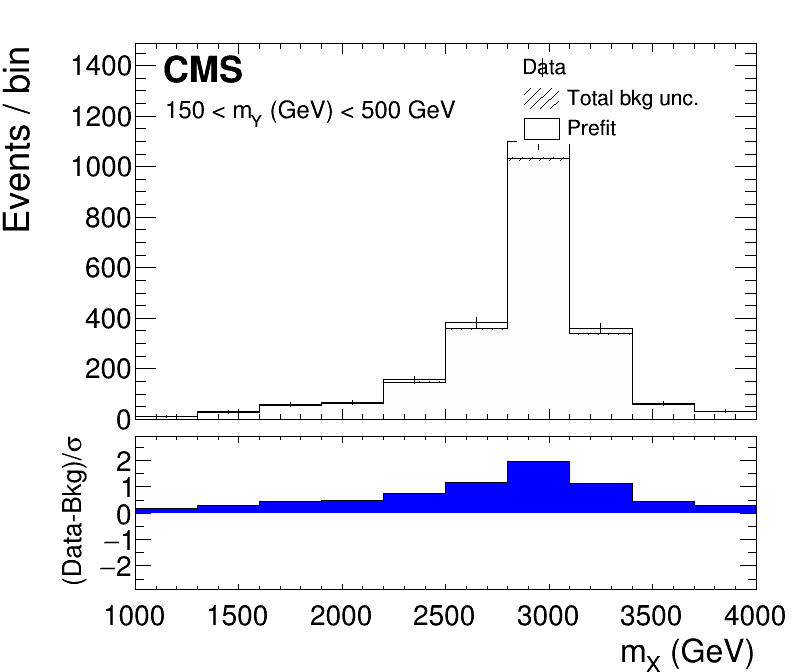 CMS
150 < mY (GeV) < 500 GeV
Data
Total bkg unc.
Prefit
Events / bin
1400
1200
1000
800
600
400
200
0
(Data-Bkg)/σ
2
1
0
−1
−2
1000 1500 2000 2500 3000 3500 4000
mX (GeV)